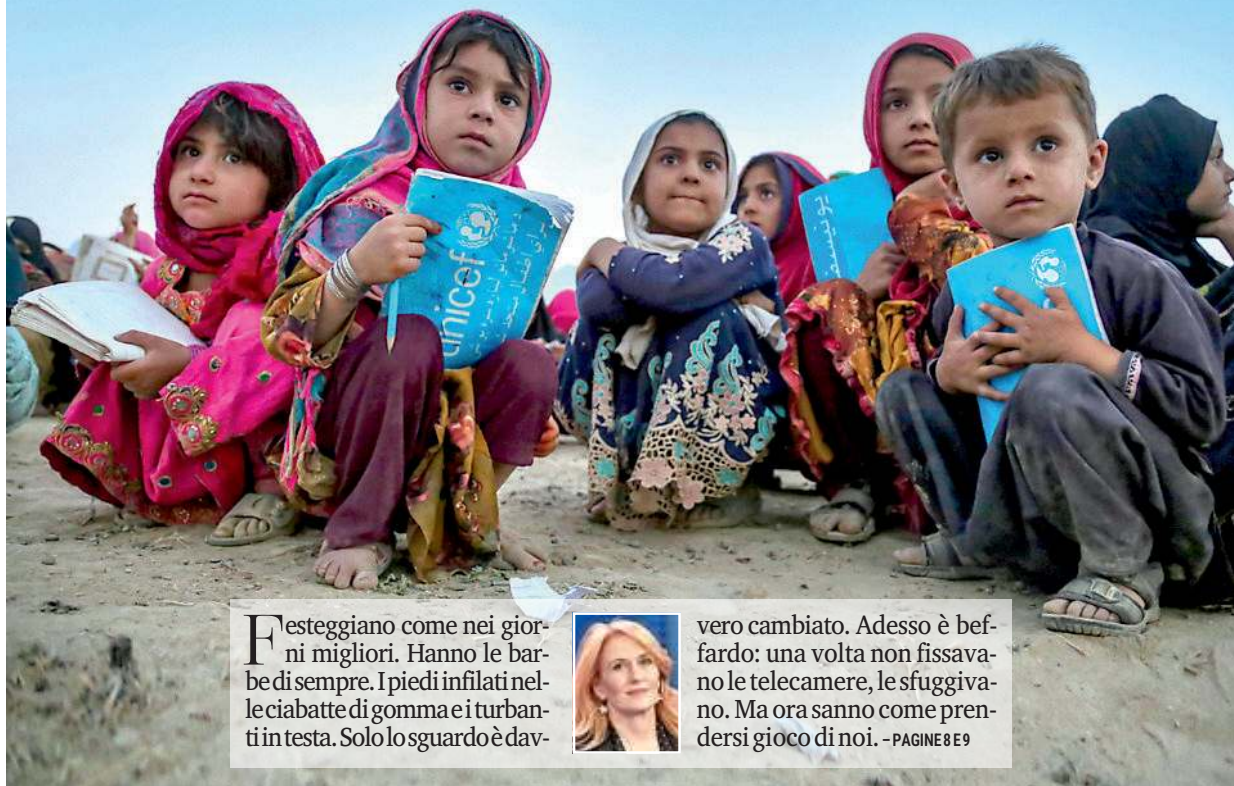 unicef
Festeggiano come nei gior-
ni migliori. Hanno le bar-
be di sempre. I piedi infilati nel-
le ciabatte di gomma e i turban-
ti in testa. Solo lo sguardo è dav-
vero cambiato. Adesso è bef-
fardo: una volta non fissava-
no le telecamere, le sfuggiva-
no. Ma ora sanno come pren-
dersi gioco di noi. – PAGINE 8 E 9